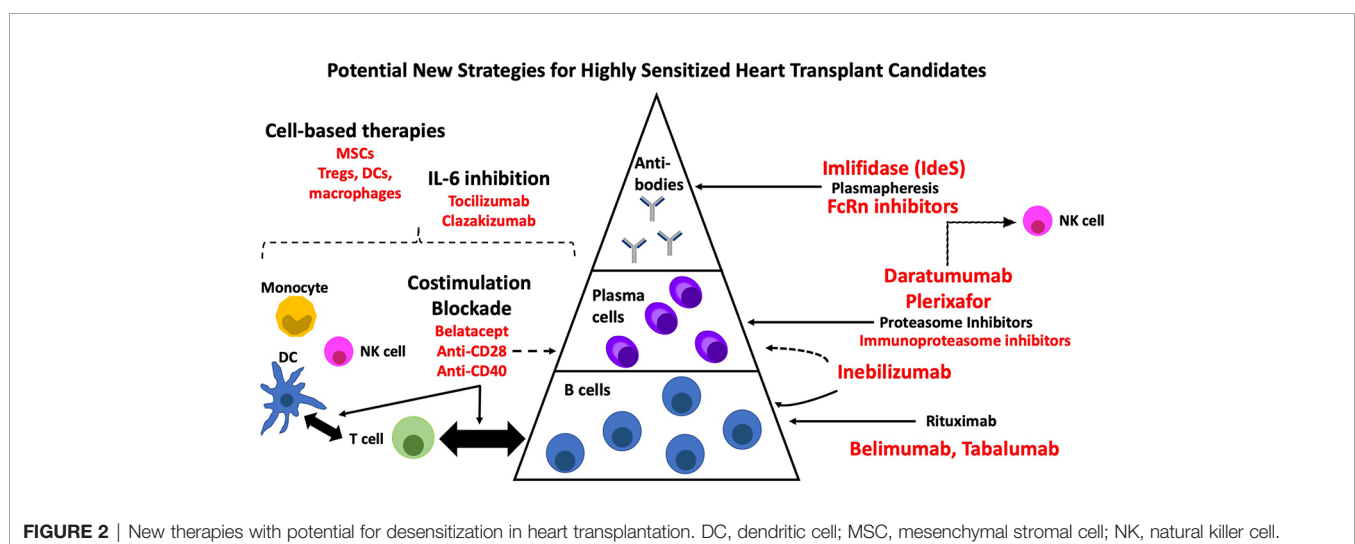 Potential New Strategies for Highly Sensitized Heart Transplant Candidates
Cell-based therapies
MSCs
Tregs, DCs,
macrophages
IL-6 inhibition
Tocilizumab
Clazakizumab
Monocyte
NK cell
DC
T cell
Costimulation
Blockade
Belatacept
Anti-CD28
Anti-CD40
Anti-
bodies
Plasma
cells
B cells
Imlifidase (IdeS)
Plasmapheresis
FcRn inhibitors
NK cell
Daratumumab
Plerixafor
Proteasome Inhibitors
Immunoproteasome inhibitors
Inebilizumab
Rituximab
Belimumab, Tabalumab
FIGURE 2 | New therapies with potential for desensitization in heart transplantation. DC, dendritic cell; MSC, mesenchymal stromal cell; NK, natural killer cell.